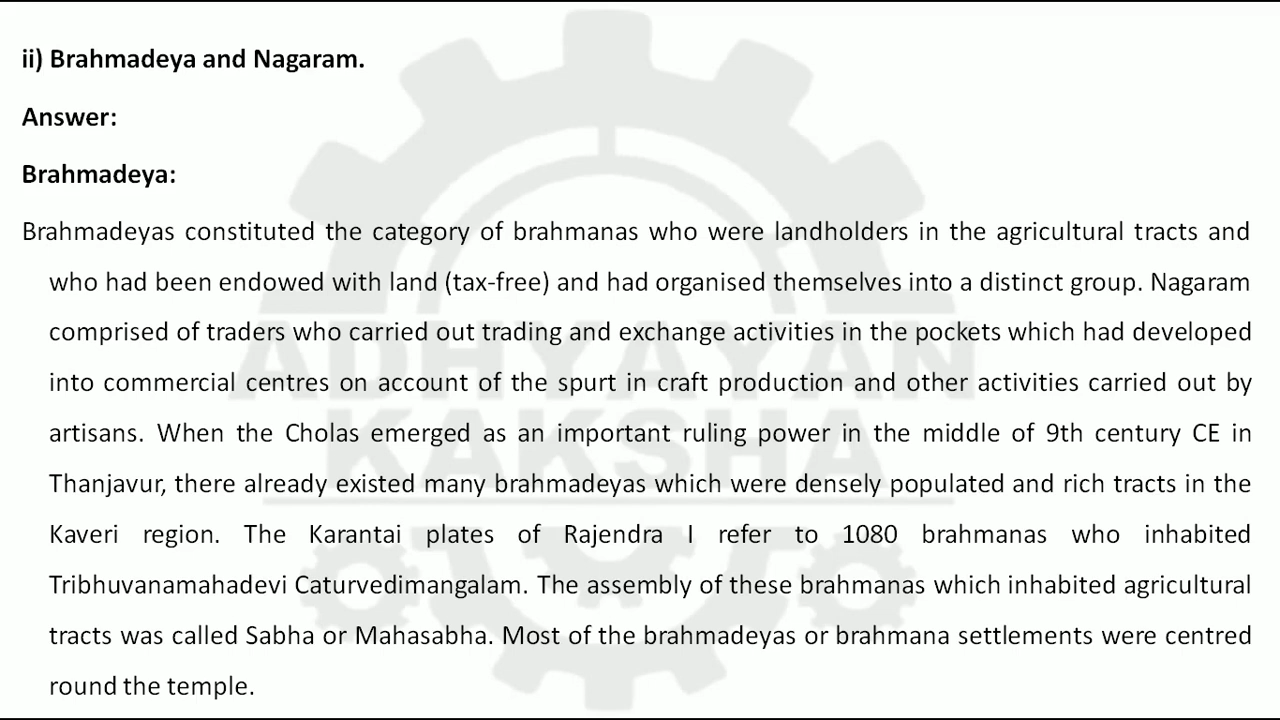 ii) Brahmadeya and Nagaram.
Answer:
Brahmadeya:
Brahmadeyas constituted the category of brahmanas who were landholders in the agricultural tracts and
who had been endowed with land (tax-free) and had organised themselves into a distinct group. Nagaram
comprised of traders who carried out trading and exchange activities in the pockets which had developed
into commercial centres on account of the spurt in craft production and other activities carried out by
artisans. When the Cholas emerged as an important ruling power in the middle of 9th century CE in
Thanjavur, there already existed many brahmadeyas which were densely populated and rich tracts in the
Kaveri region. The Karantai plates of Rajendra I refer to 1080 brahmanas who inhabited
Tribhuvanamahadevi Caturvedimangalam. The assembly of these brahmanas which inhabited agricultural
tracts was called Sabha or Mahasabha. Most of the brahmadeyas or brahmana settlements were centred
round the temple.
ADHYAYAN
KAKSHA